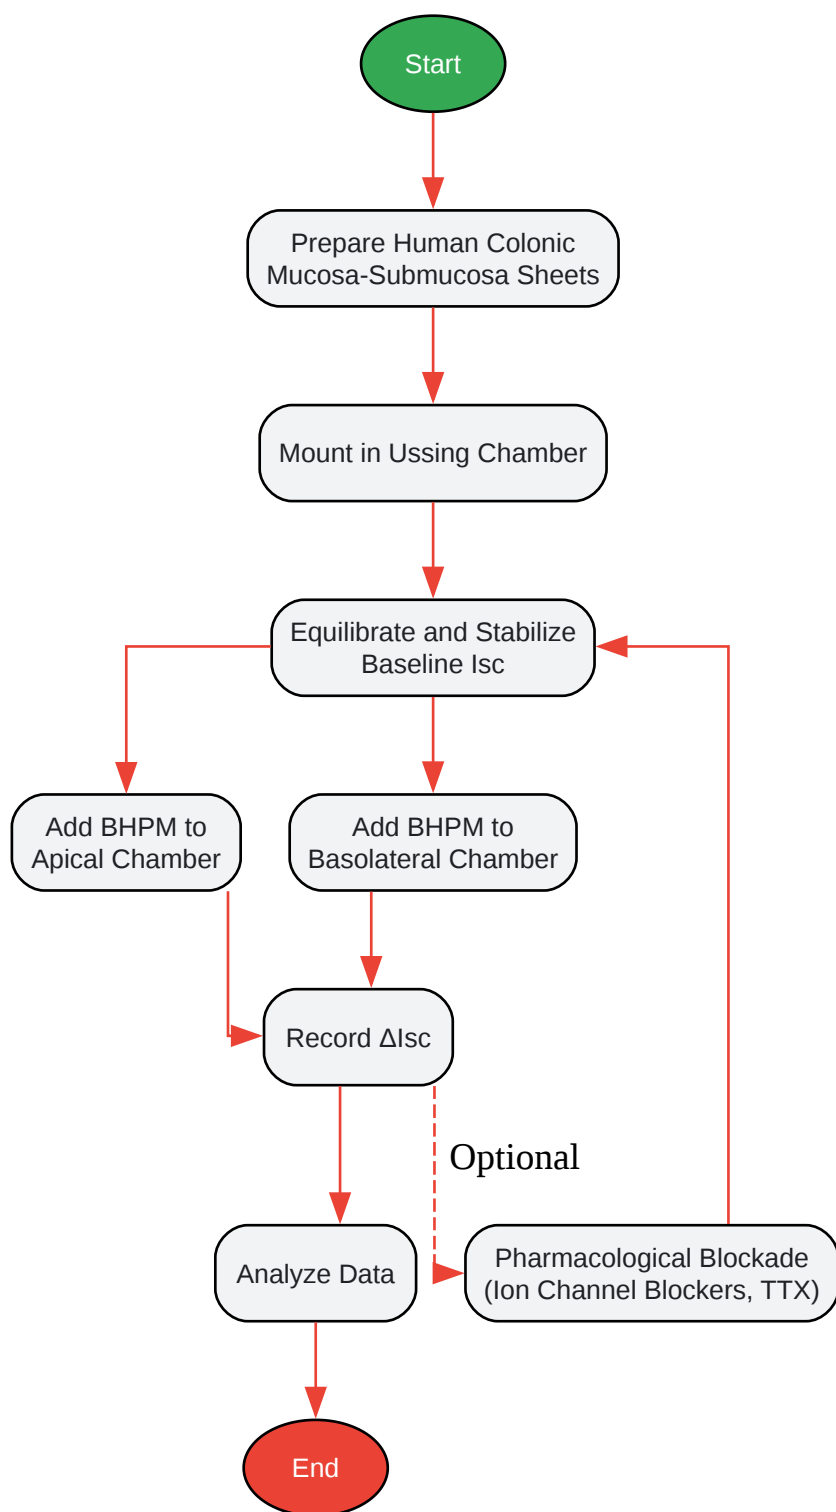 Start
Prepare Human Colonic
Mucosa-Submucosa Sheets
Mount in Ussing Chamber
Equilibrate and Stabilize
Baseline Isc
Add BHPM to
Apical Chamber
Add BHPM to
Basolateral Chamber
Record ΔIsc
Optional
Analyze Data
Pharmacological Blockade
(Ion Channel Blockers, TTX)
End